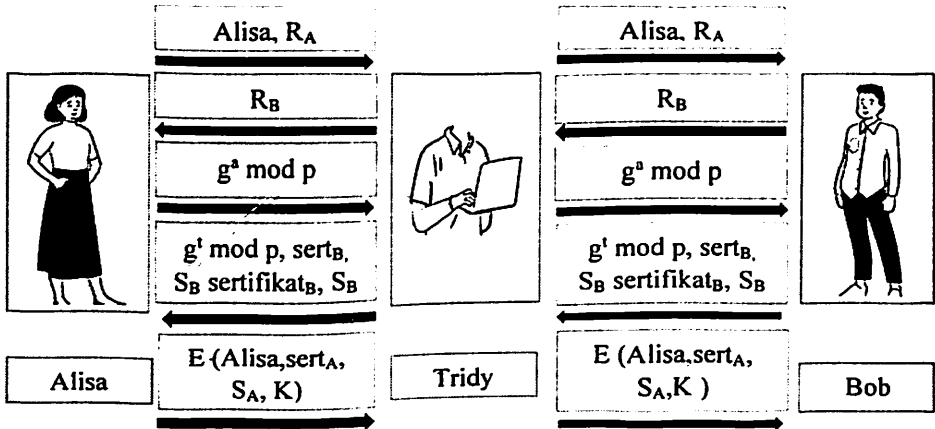 Alisa, R_A
R_B
g^a mod p
g^t mod p, sert_B,
S_B sertifikat_B, S_B
E (Alisa,sert_A,
S_A, K)
Alisa
Tridy
Alisa, R_A
R_B
g^a mod p
g^t mod p, sert_B,
S_B sertifikat_B, S_B
E (Alisa,sert_A,
S_A,K )
Bob